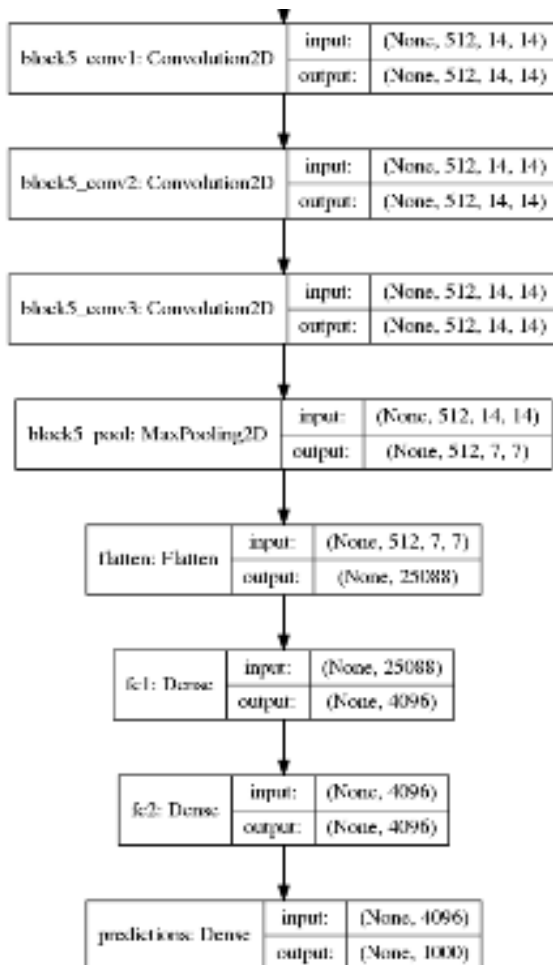 block5_conv1: Convolution2D
input: (None, 512, 14, 14)
output: (None, 512, 14, 14)
block5_conv2: Convolution2D
input: (None, 512, 14, 14)
output: (None, 512, 14, 14)
block5_conv3: Convolution2D
input: (None, 512, 14, 14)
output: (None, 512, 14, 14)
block5_pool: MaxPooling2D
input: (None, 512, 14, 14)
output: (None, 512, 7, 7)
flatten: Flatten
input: (None, 512, 7, 7)
output: (None, 25088)
fc1: Dense
input: (None, 25088)
output: (None, 4096)
fc2: Dense
input: (None, 4096)
output: (None, 4096)
predictions: Dense
input: (None, 4096)
output: (None, 1000)